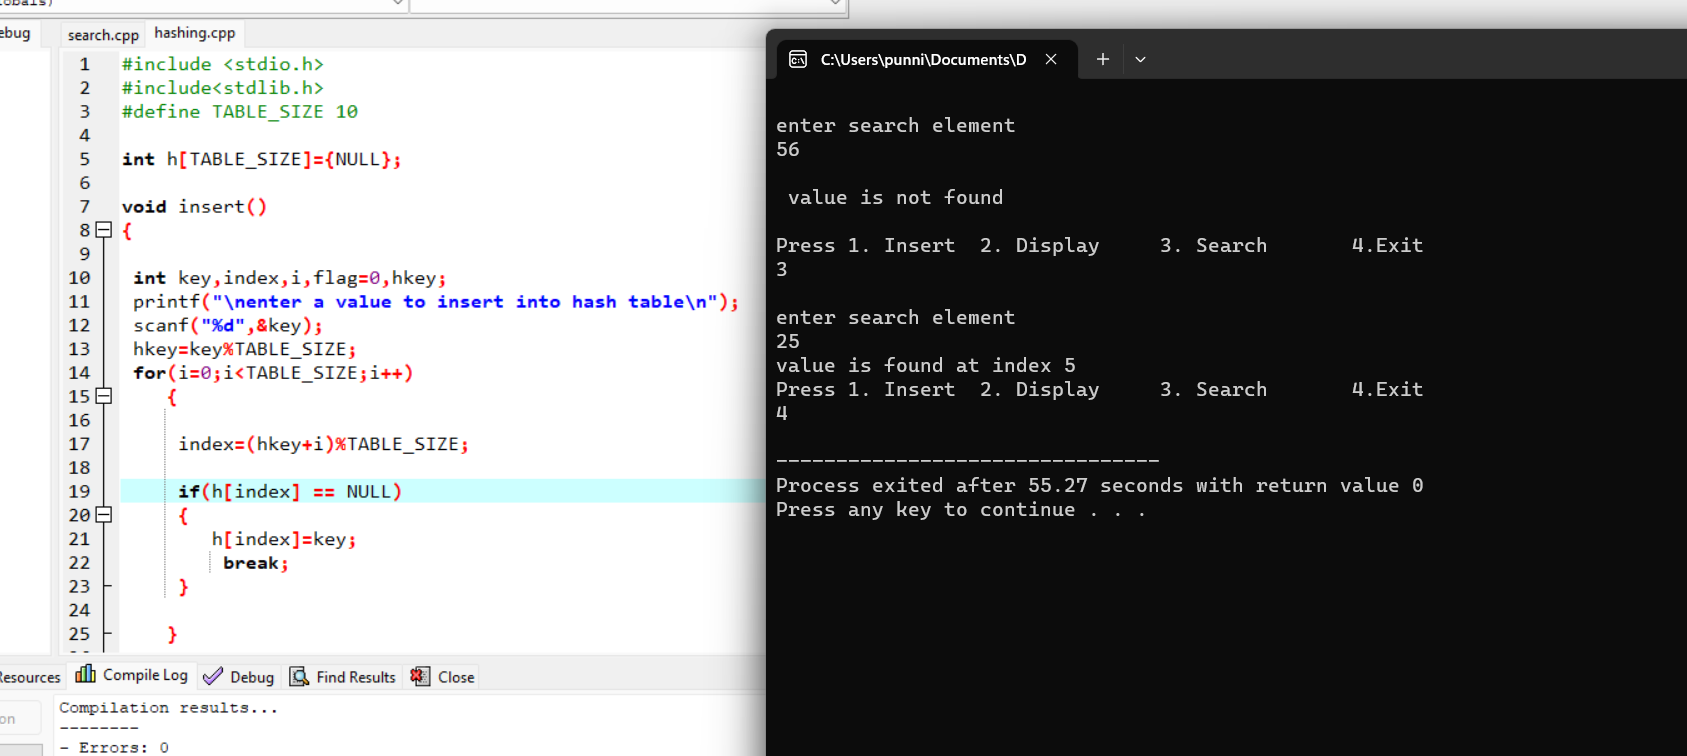 search.cpp hashing.cpp
1 #include <stdio.h>
2 #include<stdlib.h>
3 #define TABLE_SIZE 10
4
5 int h[TABLE_SIZE]={NULL};
6
7 void insert()
8 {
9
10 int key,index,i,flag=0,hkey;
11 printf("\nenter a value to insert into hash table\n");
12 scanf("%d",&key);
13 hkey=key%TABLE_SIZE;
14 for(i=0;i<TABLE_SIZE;i++)
15 {
16
17 index=(hkey+i)%TABLE_SIZE;
18
19 if(h[index] == NULL)
20 {
21 h[index]=key;
22 break;
23 }
24
25 }
Resources Compile Log Debug Find Results Close
Compilation results...
--------
- Errors: 0
C:\Users\punni\Documents\D
enter search element
56
value is not found
Press 1. Insert 2. Display 3. Search 4.Exit
3
enter search element
25
value is found at index 5
Press 1. Insert 2. Display 3. Search 4.Exit
4
--------------------------------
Process exited after 55.27 seconds with return value 0
Press any key to continue . . .